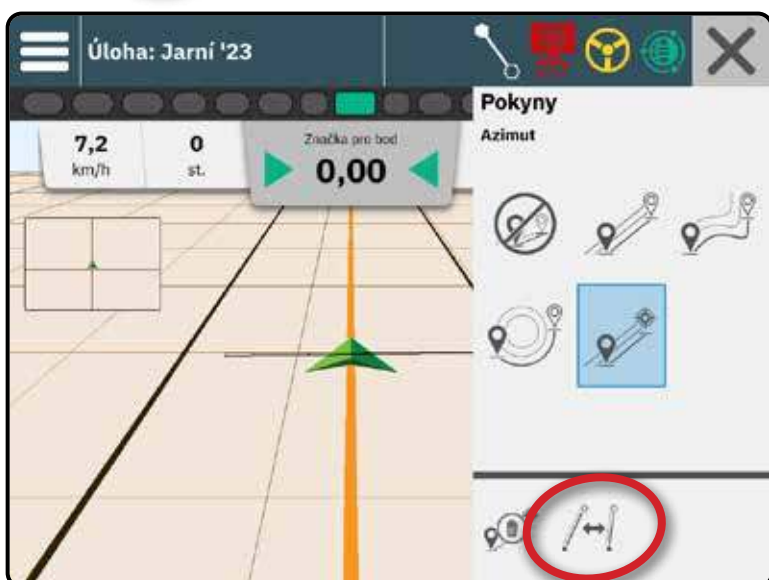 Úloha: Jarní '23
Pokyny
Azimut
7,2
km/h
0
st.
Značka pro bod
0,00